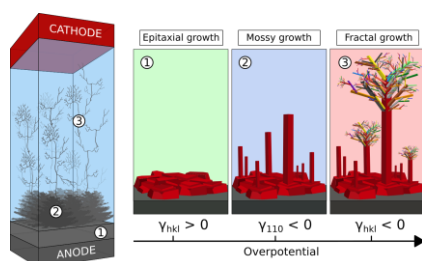 CATHODE
③
②
①
ANODE
Epitaxial growth
Mossy growth
Fractal growth
①
②
③
γhkl > 0
γ110 < 0
γhkl < 0
Overpotential